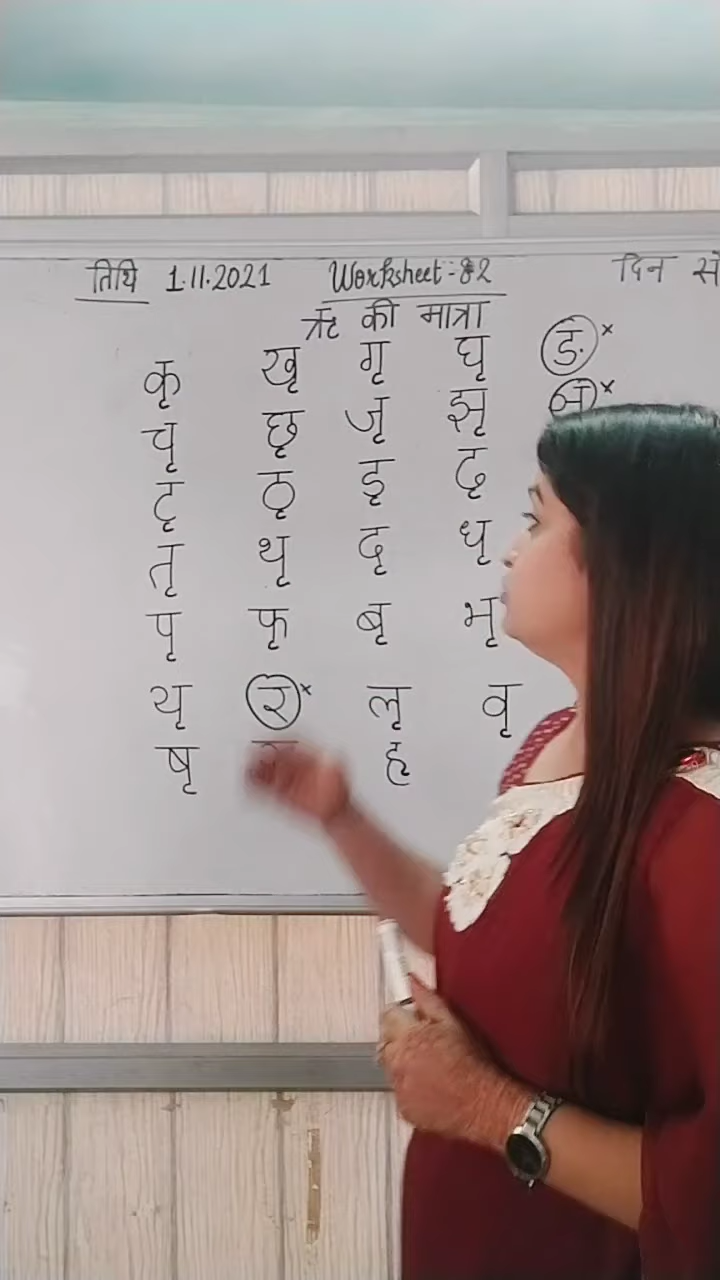 तिथि 1.11.2021 Worksheet:-82 दिन
ऋ की मात्रा
कृ खृ गृ घृ ङ ×
चृ छृ जृ झृ ञ ×
टृ ठृ डृ ढृ
तृ थृ दृ धृ
पृ फृ बृ भृ
यृ र × लृ वृ
षृ हृ